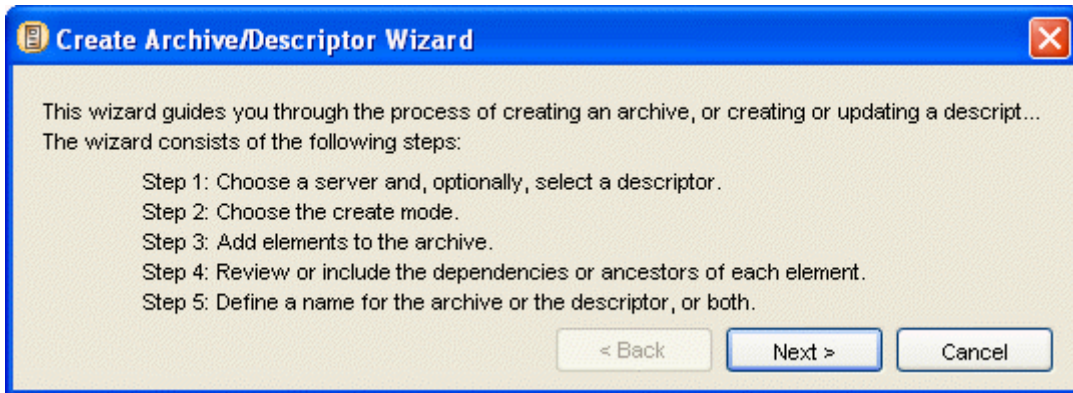 Create Archive/Descriptor Wizard
This wizard guides you through the process of creating an archive, or creating or updating a descript...
The wizard consists of the following steps:
Step 1: Choose a server and, optionally, select a descriptor.
Step 2: Choose the create mode.
Step 3: Add elements to the archive.
Step 4: Review or include the dependencies or ancestors of each element.
Step 5: Define a name for the archive or the descriptor, or both.
< Back Next > Cancel